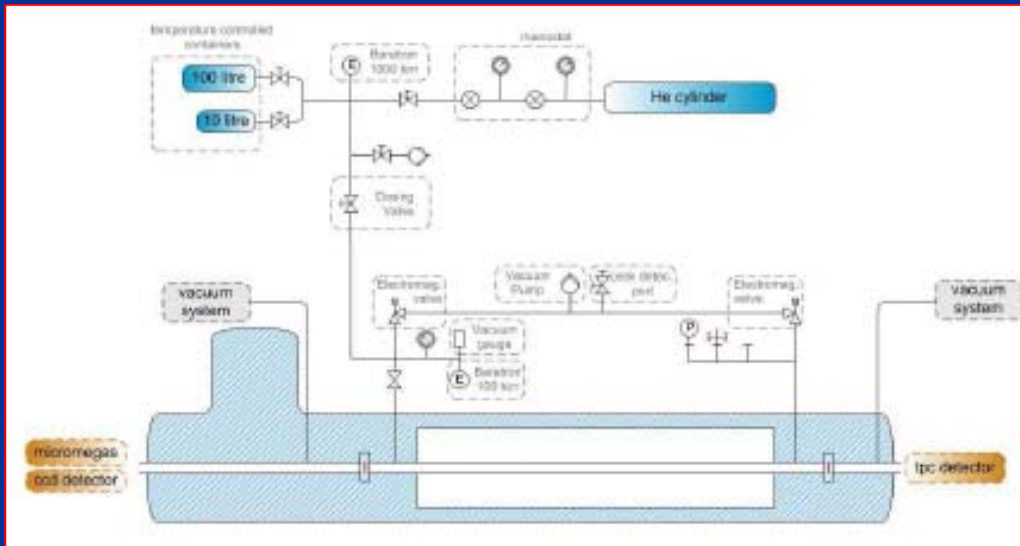 temperature controlled
containers
100 litre
10 litre
E
Baratron
1000 torr
He cylinder
Dosing
Valve
vacuum
system
Electromag.
valve
Vacuum
Pump
Leak detec.
port
Electromag.
valve
vacuum
system
Vacuum
gauge
E
Baratron
100 torr
P
micromegas
ccd detector
tpc detector